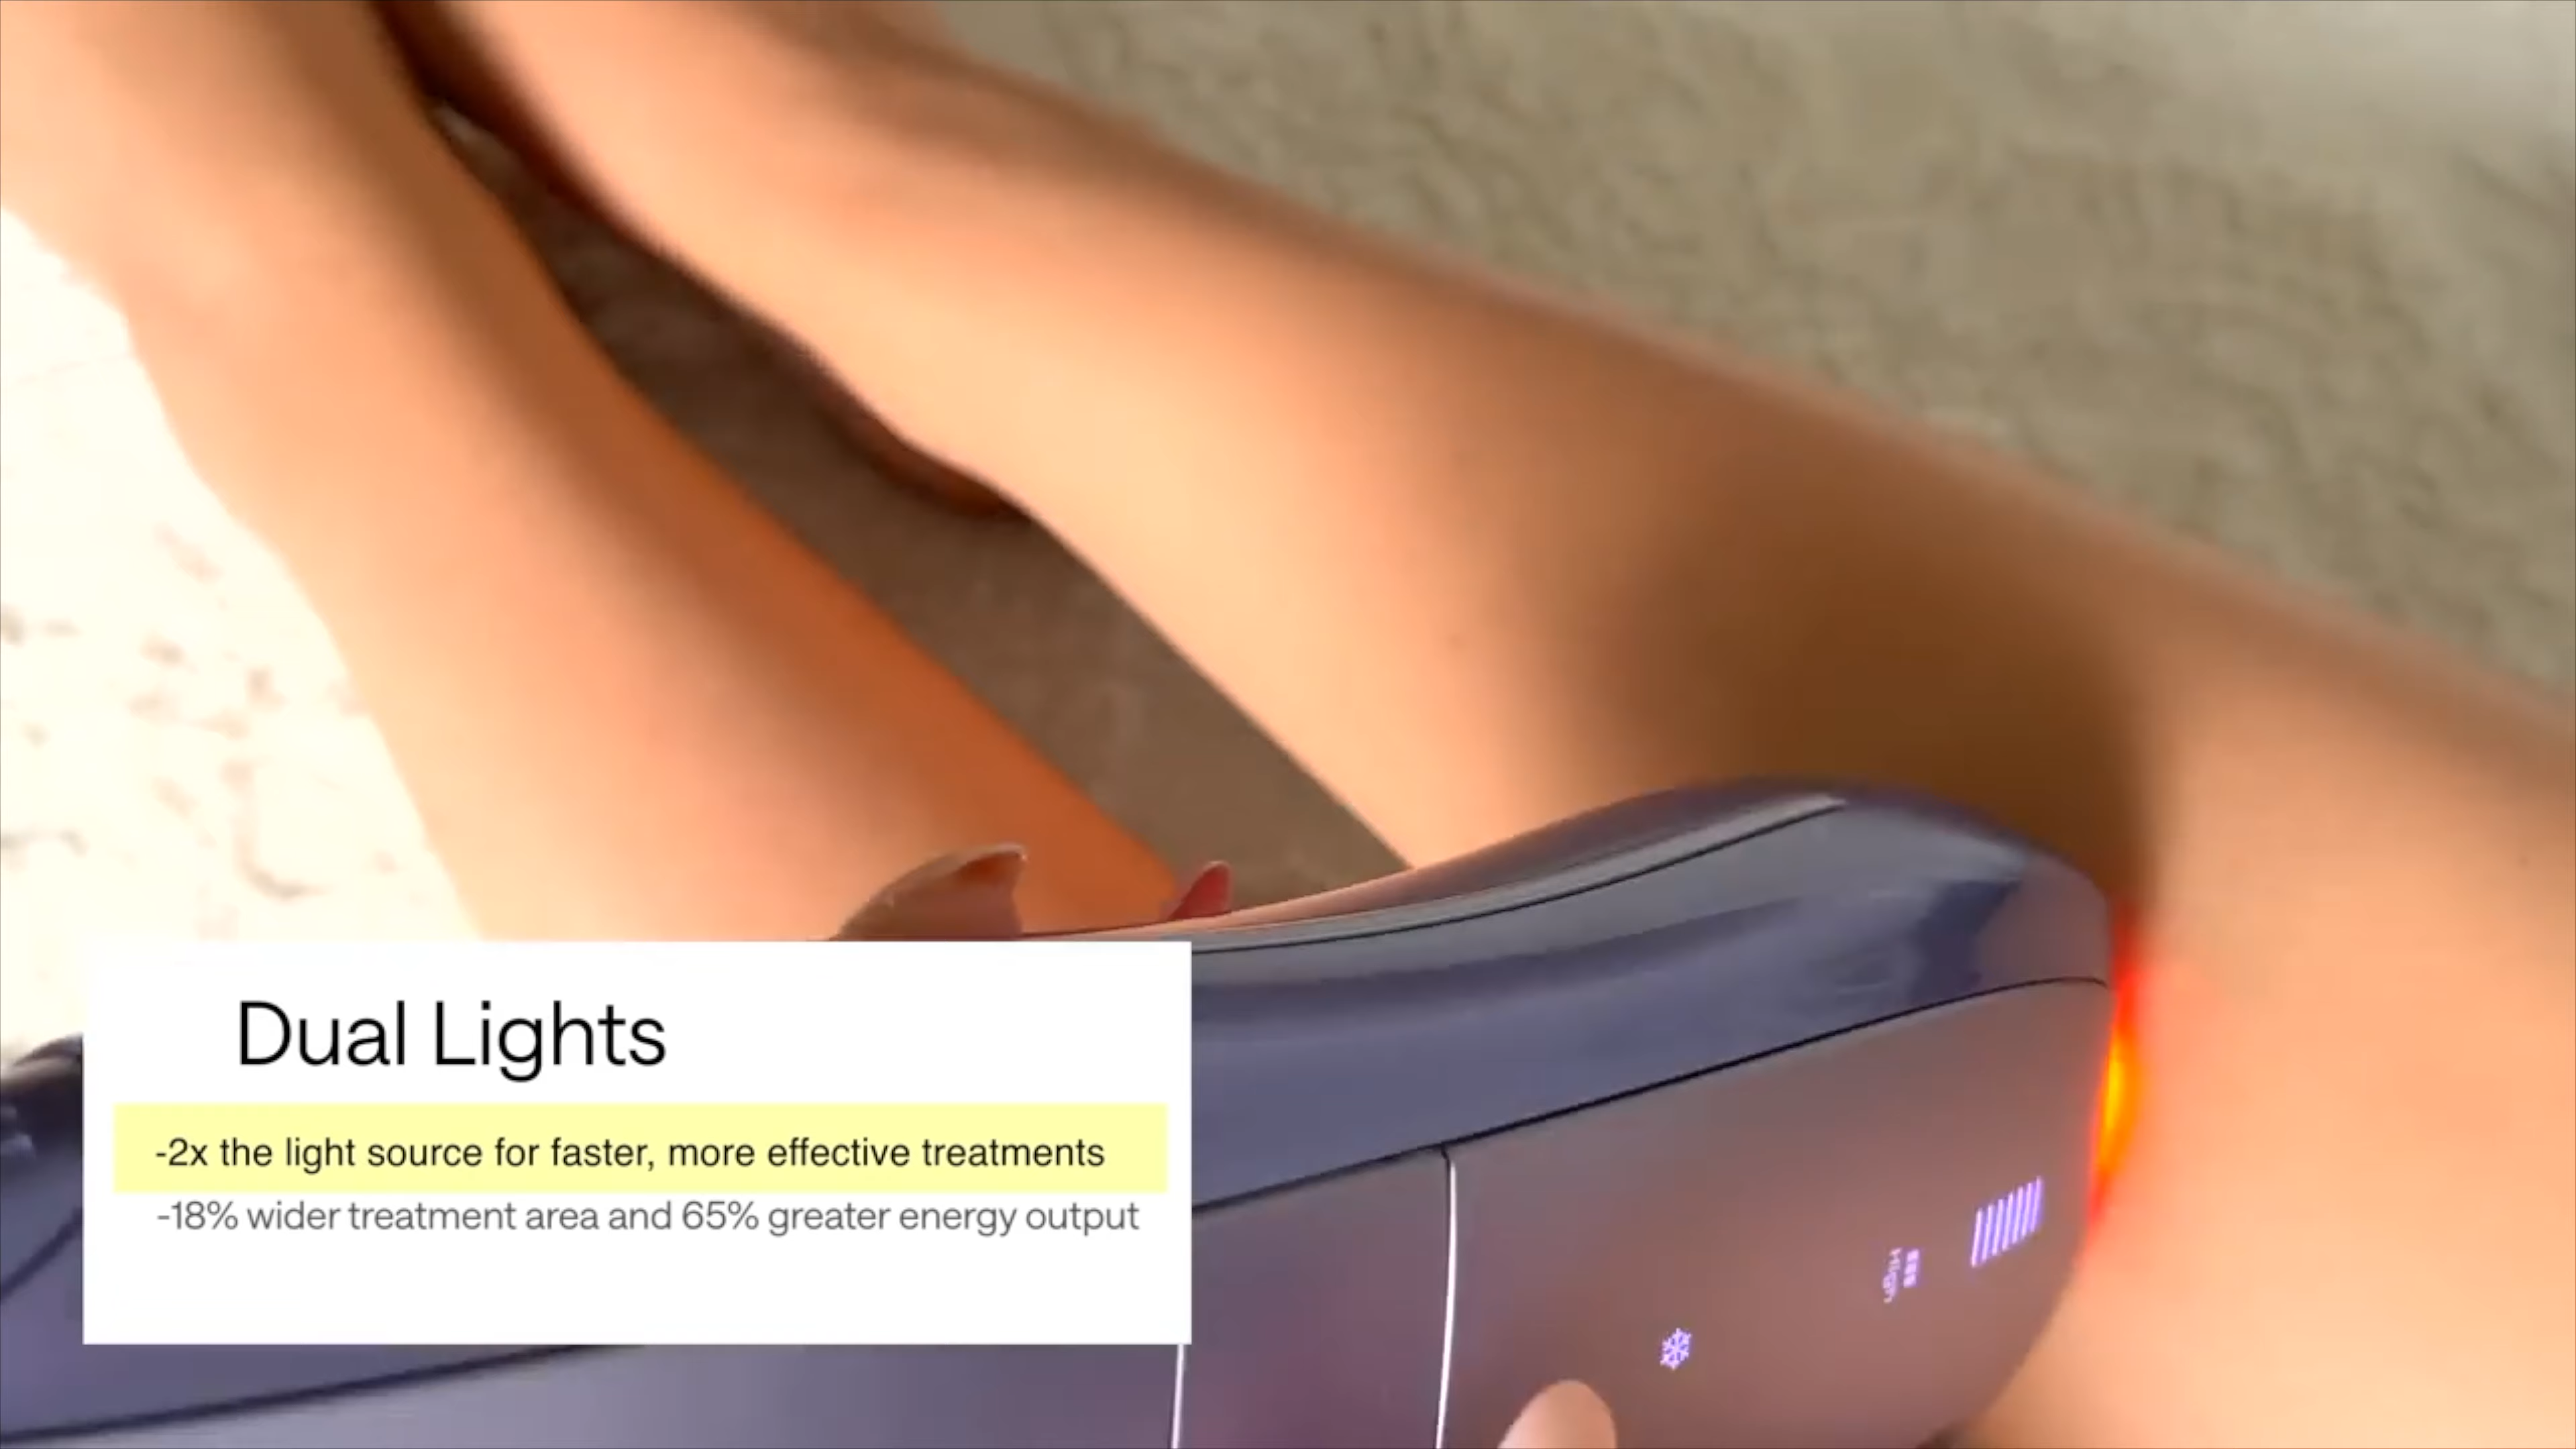 Dual Lights
-2x the light source for faster, more effective treatments
-18% wider treatment area and 65% greater energy output
High